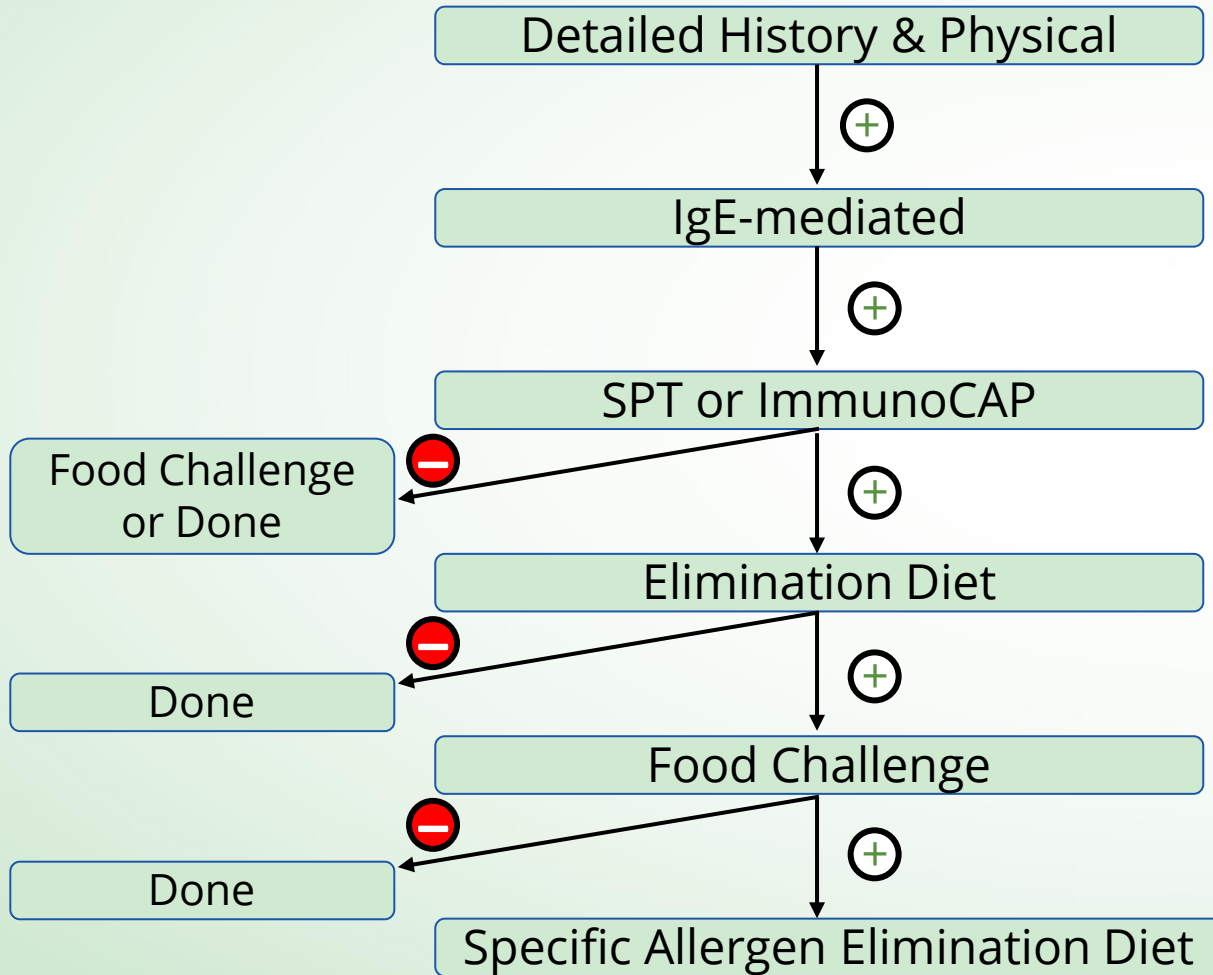 Detailed History & Physical
+
IgE-mediated
+
SPT or ImmunoCAP
–
+
Food Challenge
or Done
Elimination Diet
–
+
Done
Food Challenge
–
+
Done
Specific Allergen Elimination Diet